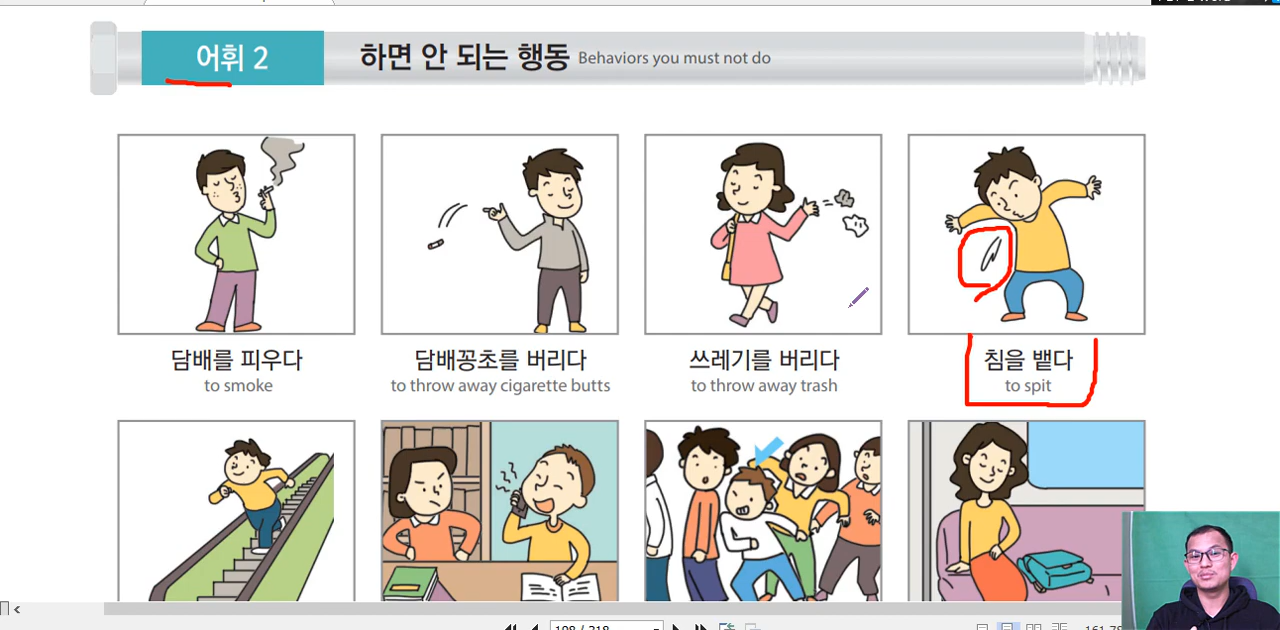 어휘 2
하면 안 되는 행동 Behaviors you must not do
담배를 피우다
to smoke
담배꽁초를 버리다
to throw away cigarette butts
쓰레기를 버리다
to throw away trash
침을 뱉다
to spit